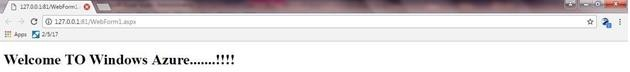 127.0.0.1:81/WebForm1.aspx
127.0.0.1:81/WebForm1.aspx
Apps 2/5/17
Welcome TO Windows Azure.......!!!!